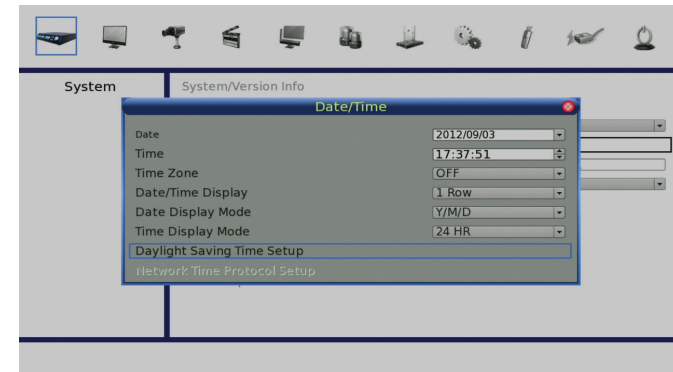 System
System/Version Info
Date/Time
Date 2012/09/03
Time 17:37:51
Time Zone OFF
Date/Time Display 1 Row
Date Display Mode Y/M/D
Time Display Mode 24 HR
Daylight Saving Time Setup
Network Time Protocol Setup